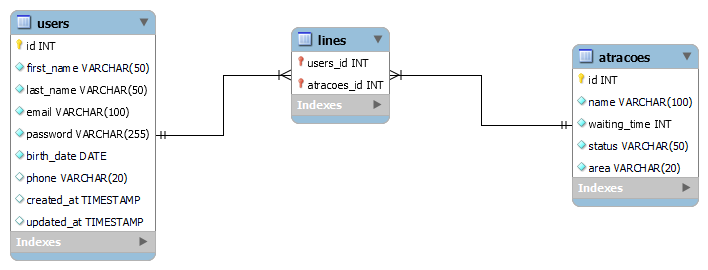 users
id INT
first_name VARCHAR(50)
last_name VARCHAR(50)
email VARCHAR(100)
password VARCHAR(255)
birth_date DATE
phone VARCHAR(20)
created_at TIMESTAMP
updated_at TIMESTAMP
Indexes
lines
users_id INT
atracoes_id INT
Indexes
atracoes
id INT
name VARCHAR(100)
waiting_time INT
status VARCHAR(50)
area VARCHAR(20)
Indexes